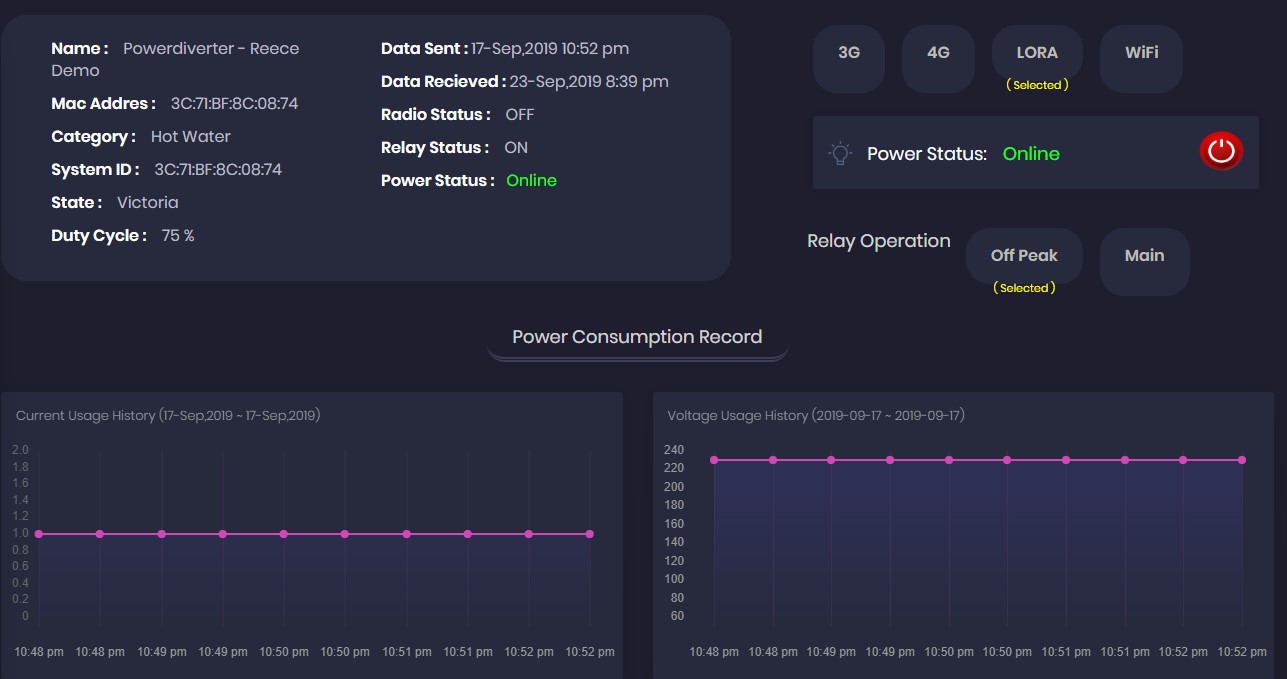 Name : Powerdiverter - Reece
Demo
Mac Addres : 3C:71:BF:8C:08:74
Category : Hot Water
System ID : 3C:71:BF:8C:08:74
State : Victoria
Duty Cycle : 75 %
Data Sent : 17-Sep,2019 10:52 pm
Data Recieved : 23-Sep,2019 8:39 pm
Radio Status : OFF
Relay Status : ON
Power Status : Online
3G 4G LORA WiFi
( Selected )
Power Status: Online
Relay Operation Off Peak Main
( Selected )
Power Consumption Record
Current Usage History (17-Sep,2019 ~ 17-Sep,2019)
2.0
1.8
1.6
1.4
1.2
1.0
0.8
0.6
0.4
0.2
0
10:48 pm 10:48 pm 10:49 pm 10:49 pm 10:50 pm 10:50 pm 10:51 pm 10:51 pm 10:52 pm 10:52 pm
Voltage Usage History (2019-09-17 ~ 2019-09-17)
240
220
200
180
160
140
120
100
80
60
10:48 pm 10:48 pm 10:49 pm 10:49 pm 10:50 pm 10:50 pm 10:51 pm 10:51 pm 10:52 pm 10:52 pm